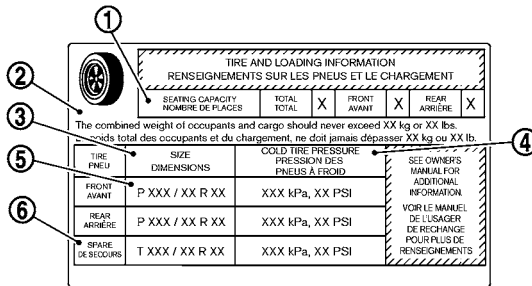 ①
TIRE AND LOADING INFORMATION
RENSEIGNEMENTS SUR LES PNEUS ET LE CHARGEMENT
②
SEATING CAPACITY
NOMBRE DE PLACES
TOTAL
TOTAL
X
FRONT
AVANT
X
REAR
ARRIÈRE
X
The combined weight of occupants and cargo should never exceed XX kg or XX lbs.
poids total des occupants et du chargement, ne doit jamais dépasser XX kg ou XX lb.
③
④
TIRE
PNEU
SIZE
DIMENSIONS
COLD TIRE PRESSURE
PRESSION DES
PNEUS À FROID
SEE OWNER'S
MANUAL FOR
ADDITIONAL
INFORMATION.
VOIR LE MANUEL
DE L'USAGER
DE RECHANGE
POUR PLUS DE
RENSEIGNEMENTS
⑤
FRONT
AVANT
P XXX / XX R XX
XXX kPa, XX PSI
REAR
ARRIÈRE
P XXX / XX R XX
XXX kPa, XX PSI
⑥
SPARE
DE SECOURS
T XXX / XX R XX
XXX kPa, XX PSI